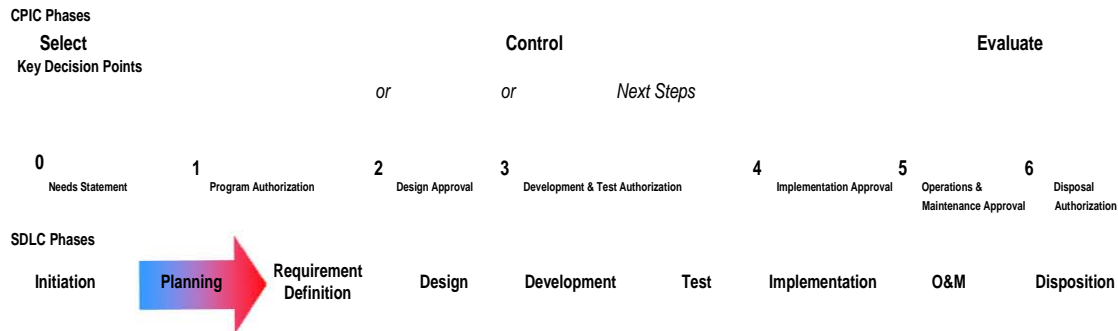 CPIC Phases
Select Control Evaluate
Key Decision Points
or or Next Steps
0 1 2 3 4 5 6
Needs Statement Program Authorization Design Approval Development & Test Authorization Implementation Approval Operations & Disposal
Maintenance Approval Authorization
SDLC Phases
Initiation Planning Requirement Design Development Test Implementation O&M Disposition
Definition